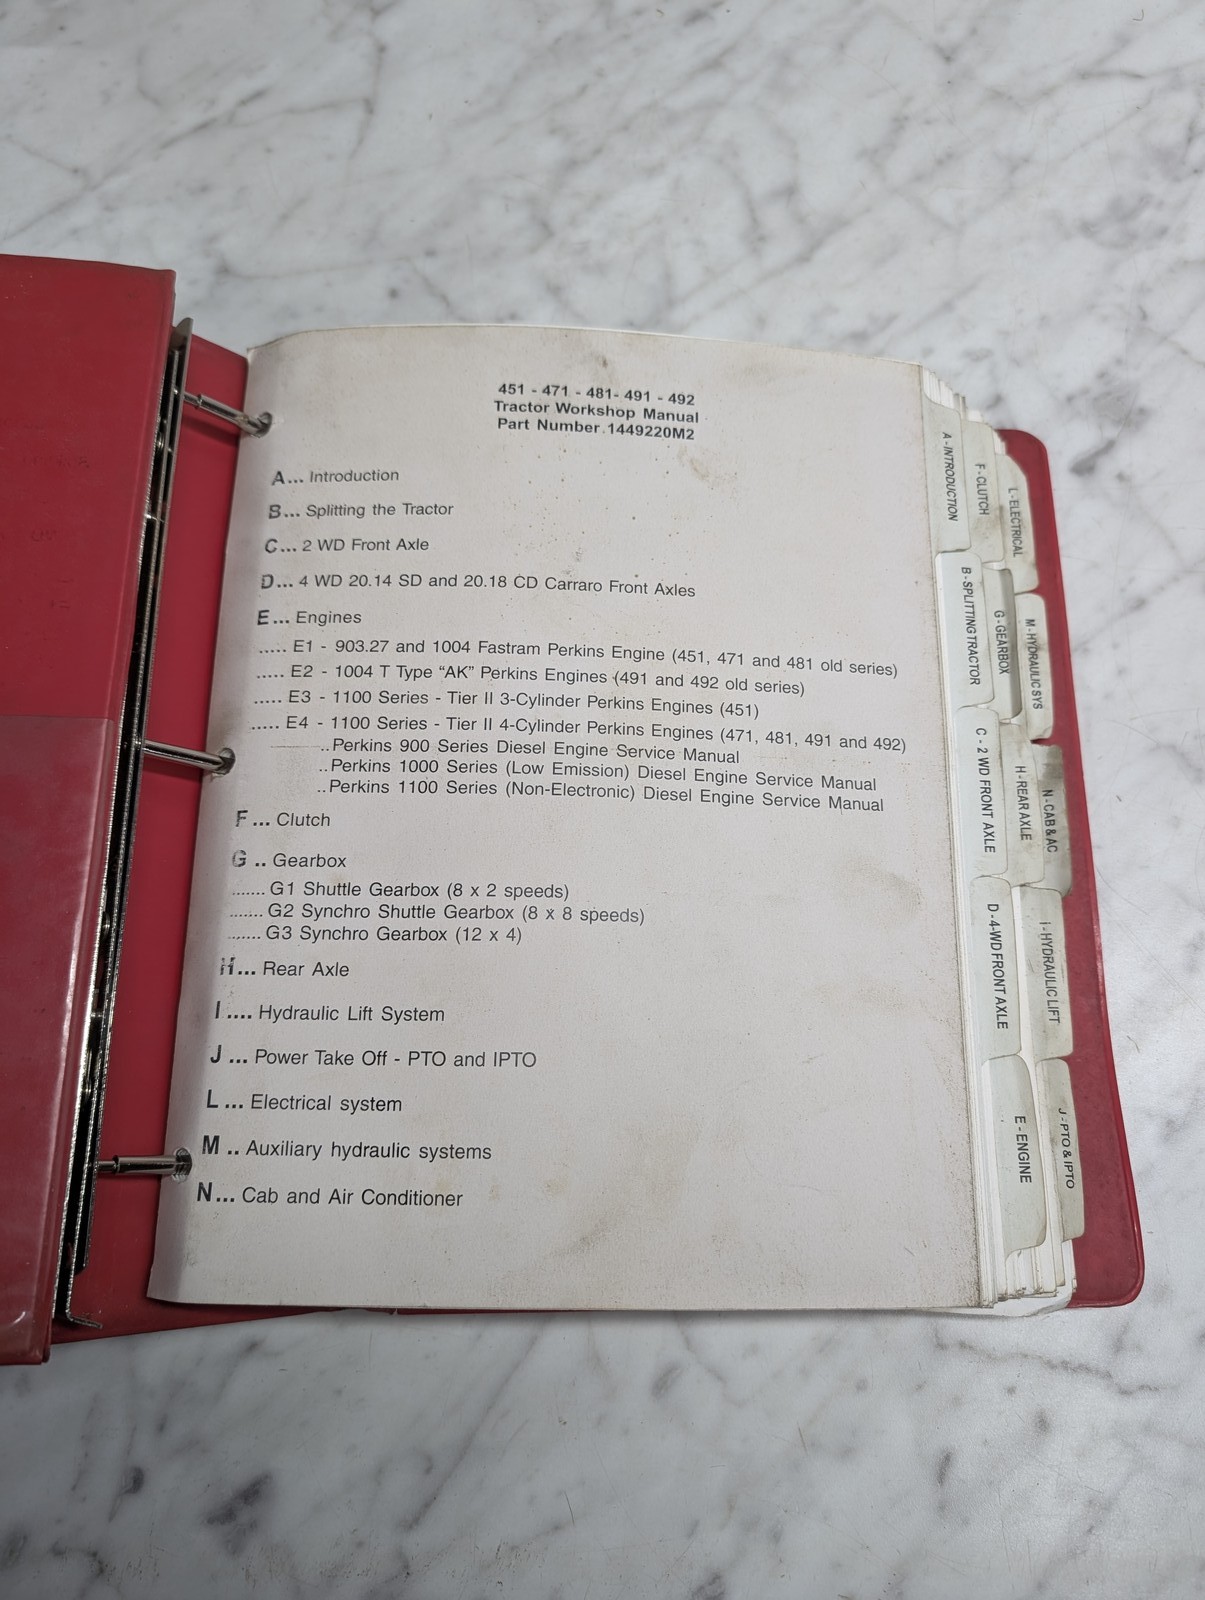 451 - 471 - 481- 491 - 492
Tractor Workshop Manual
Part Number.1449220M2
A... Introduction
B... Splitting the Tractor
C... 2 WD Front Axle
D... 4 WD 20.14 SD and 20.18 CD Carraro Front Axles
E... Engines
..... E1 - 903.27 and 1004 Fastram Perkins Engine (451, 471 and 481 old series)
..... E2 - 1004 T Type “AK” Perkins Engines (491 and 492 old series)
..... E3 - 1100 Series - Tier II 3-Cylinder Perkins Engines (451)
..... E4 - 1100 Series - Tier II 4-Cylinder Perkins Engines (471, 481, 491 and 492)
..Perkins 900 Series Diesel Engine Service Manual
..Perkins 1000 Series (Low Emission) Diesel Engine Service Manual
..Perkins 1100 Series (Non-Electronic) Diesel Engine Service Manual
F... Clutch
G.. Gearbox
....... G1 Shuttle Gearbox (8 x 2 speeds)
....... G2 Synchro Shuttle Gearbox (8 x 8 speeds)
....... G3 Synchro Gearbox (12 x 4)
H... Rear Axle
I.... Hydraulic Lift System
J... Power Take Off - PTO and IPTO
L... Electrical system
M.. Auxiliary hydraulic systems
N... Cab and Air Conditioner
A - INTRODUCTION
B - SPLITTING TRACTOR
C - 2 WD FRONT AXLE
D - 4-WD FRONT AXLE
E - ENGINE
F - CLUTCH
G - GEARBOX
H - REAR AXLE
I - HYDRAULIC LIFT
J - PTO & IPTO
L - ELECTRICAL
M - HYDRAULIC SYS
N - CAB & AC